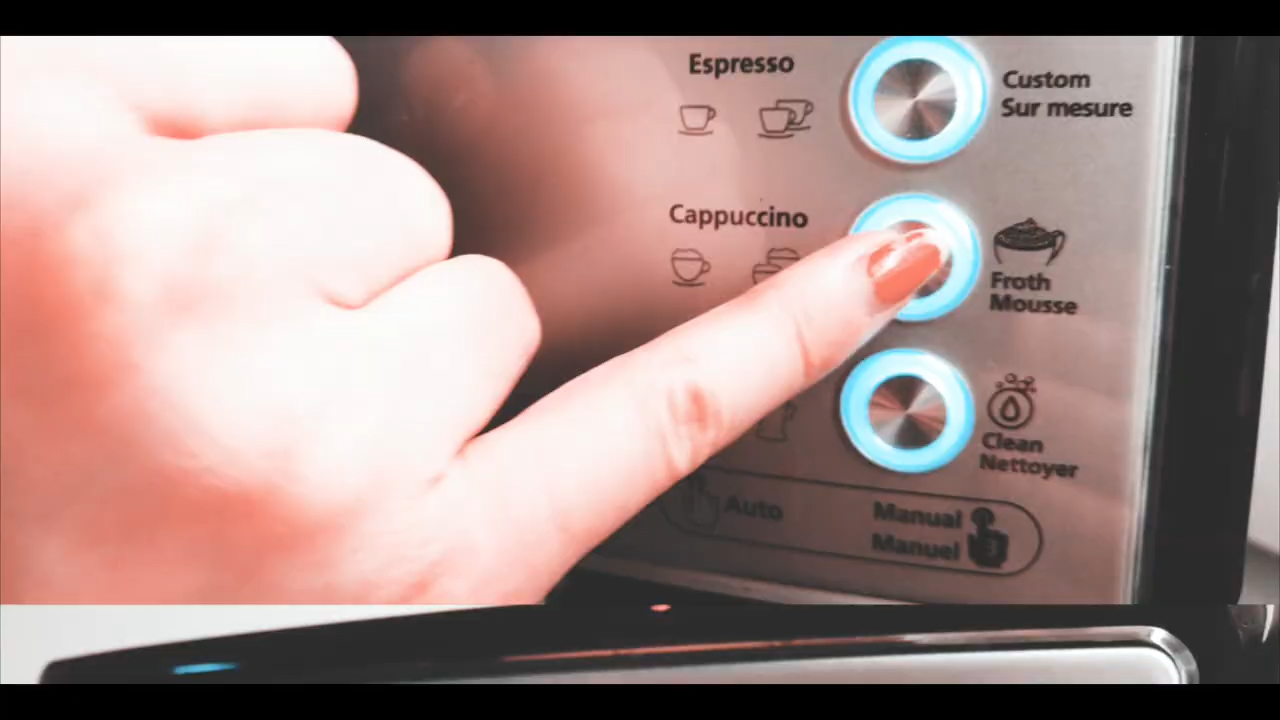 Espresso
Custom
Sur mesure
Cappuccino
Froth
Mousse
Clean
Nettoyer
Auto
Manual
Manuel